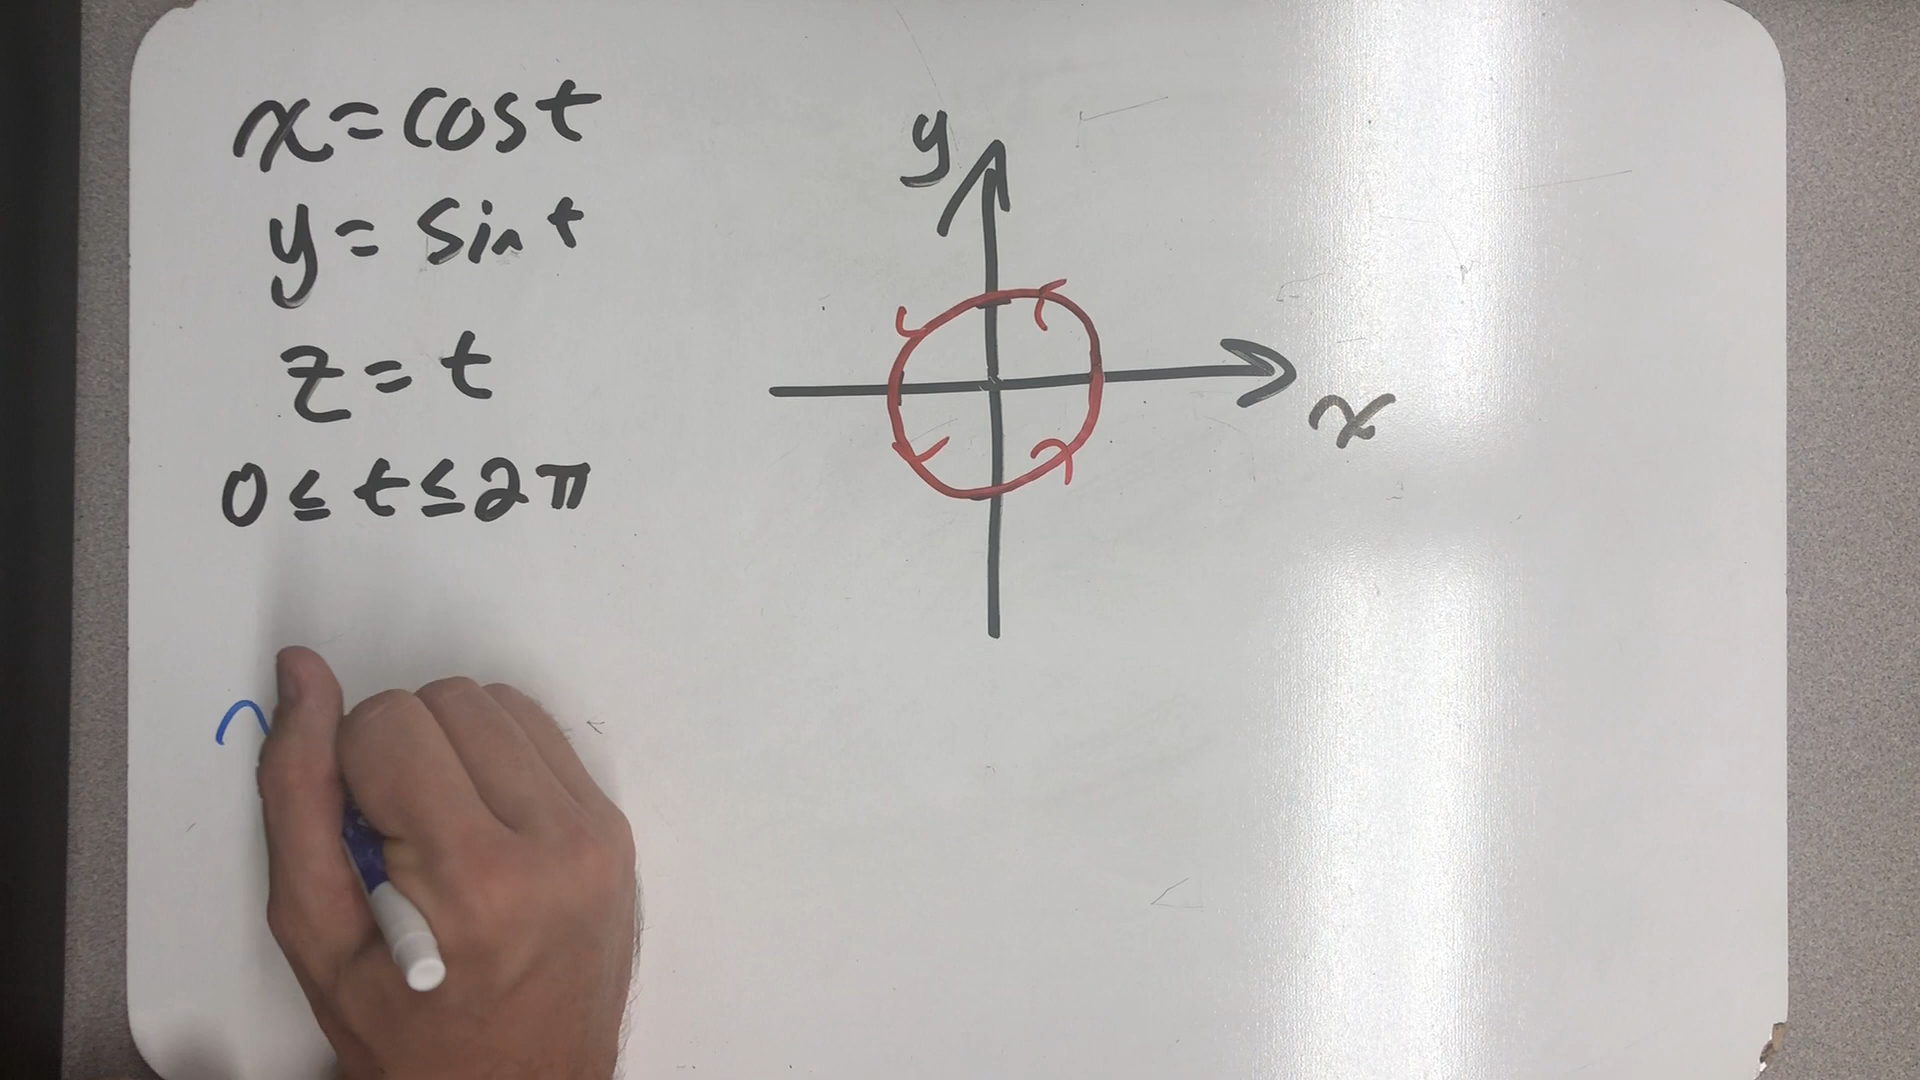 x = cos t
y = sin t
z = t
0 ≤ t ≤ 2π
y
x